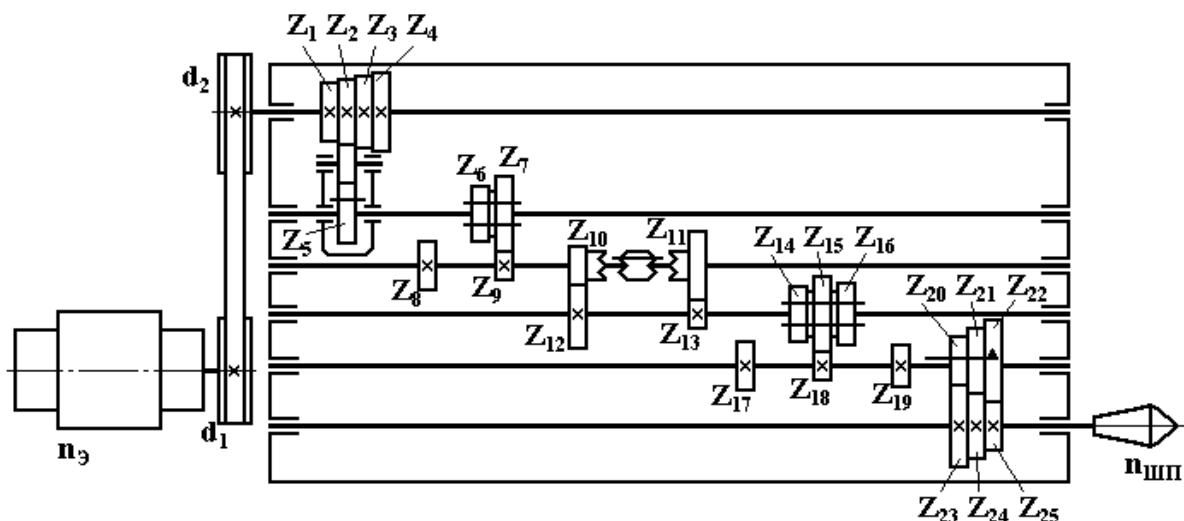 Z₁ Z₂ Z₃ Z₄
d₂
Z₆ Z₇
Z₅
Z₁₀ Z₁₁
Z₁₄ Z₁₅ Z₁₆
Z₈ Z₉
Z₂₀ Z₂₁ Z₂₂
Z₁₂ Z₁₃
Z₁₇ Z₁₈ Z₁₉
d₁
nЭ
nШП
Z₂₃ Z₂₄ Z₂₅